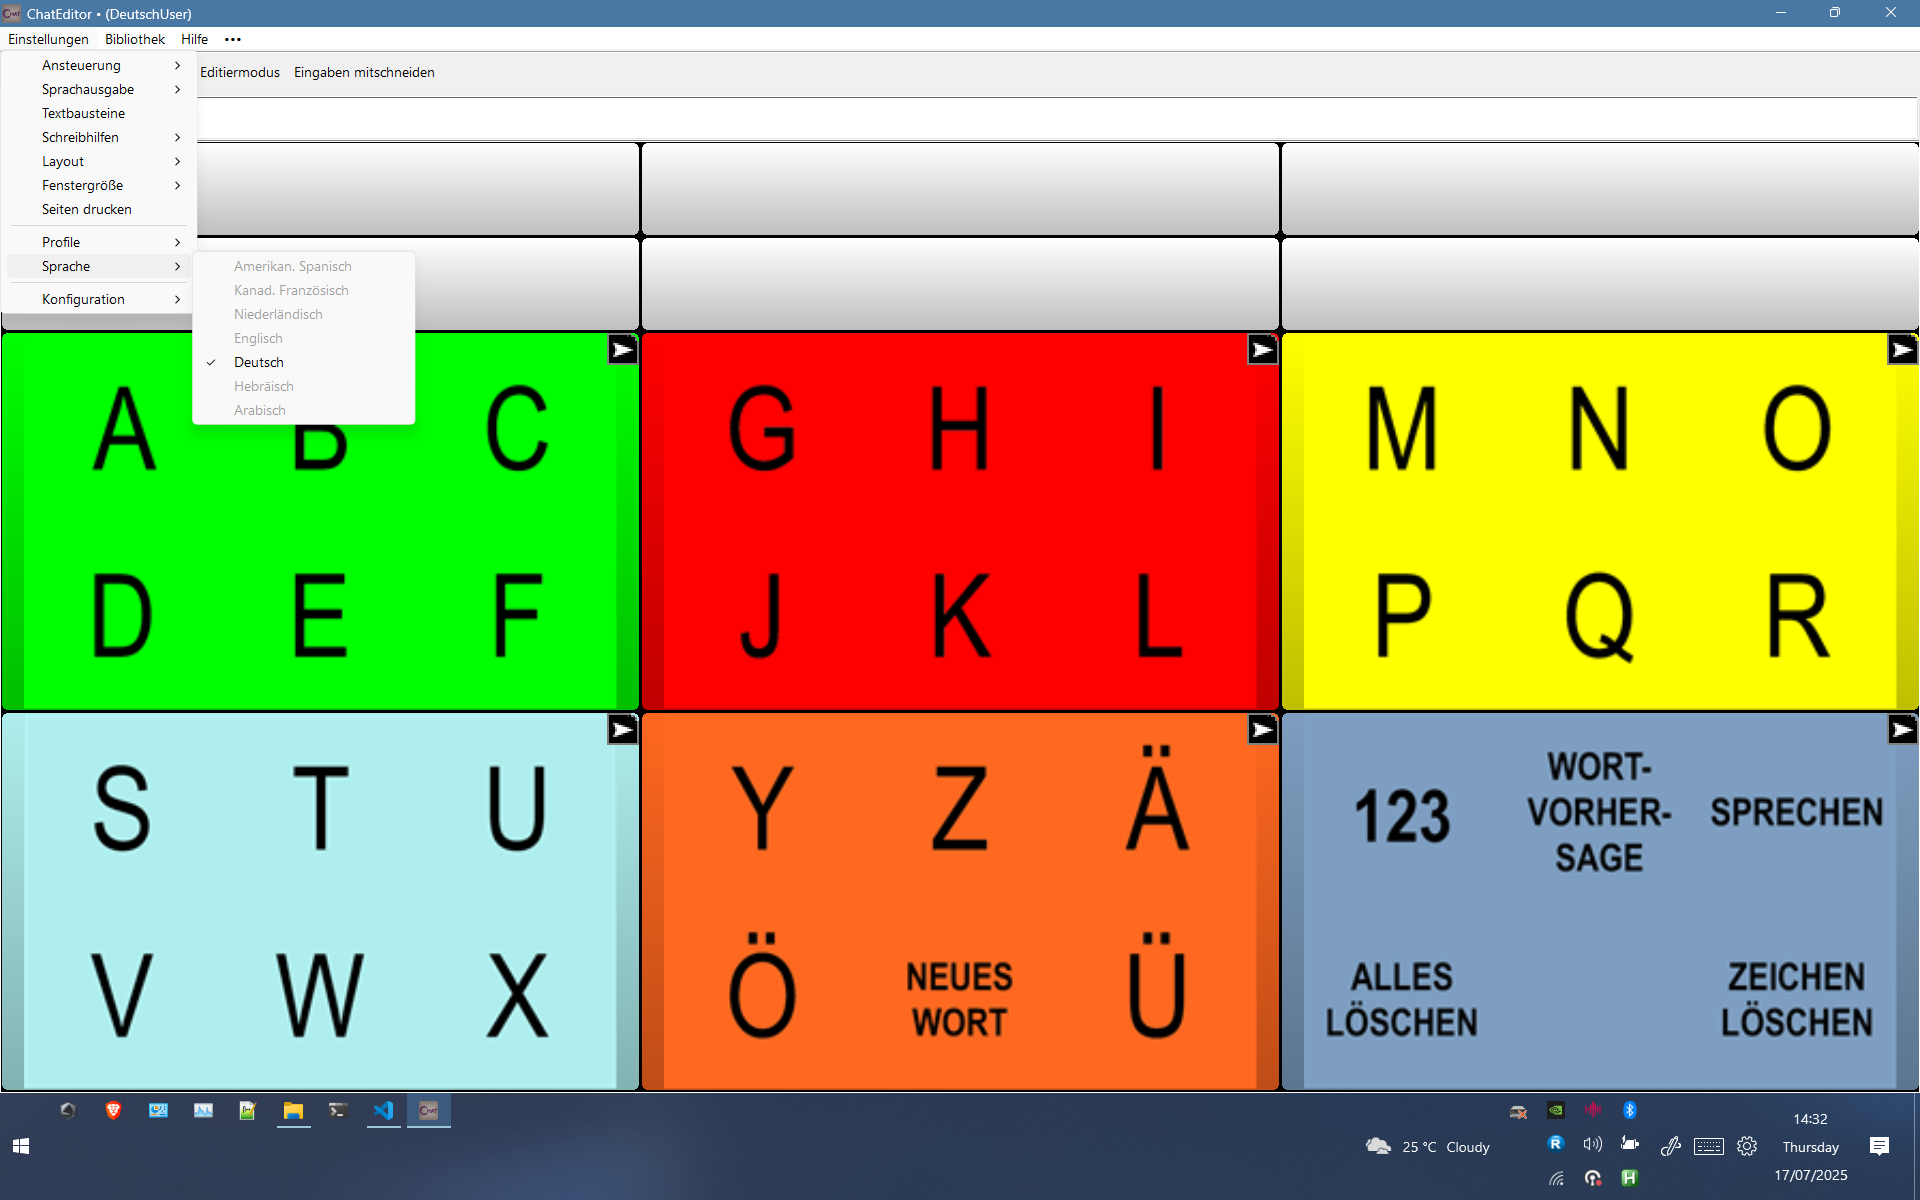 ChatEditor • (DeutschUser)
Einstellungen Bibliothek Hilfe •••
Editiermodus Eingaben mitschneiden
Ansteuerung
Sprachausgabe
Textbausteine
Schreibhilfen
Layout
Fenstergröße
Seiten drucken
Profile
Sprache
Konfiguration
Amerikan. Spanisch
Kanad. Französisch
Niederländisch
Englisch
Deutsch
Hebräisch
Arabisch
A B C
D E F
G H I
J K L
M N O
P Q R
S T U
V W X
Y Z Ä
Ö NEUES WORT Ü
123
WORT-
VORHER-
SAGE
SPRECHEN
ALLES
LÖSCHEN
ZEICHEN
LÖSCHEN
CHAT
25 °C Cloudy
14:32
Thursday
17/07/2025